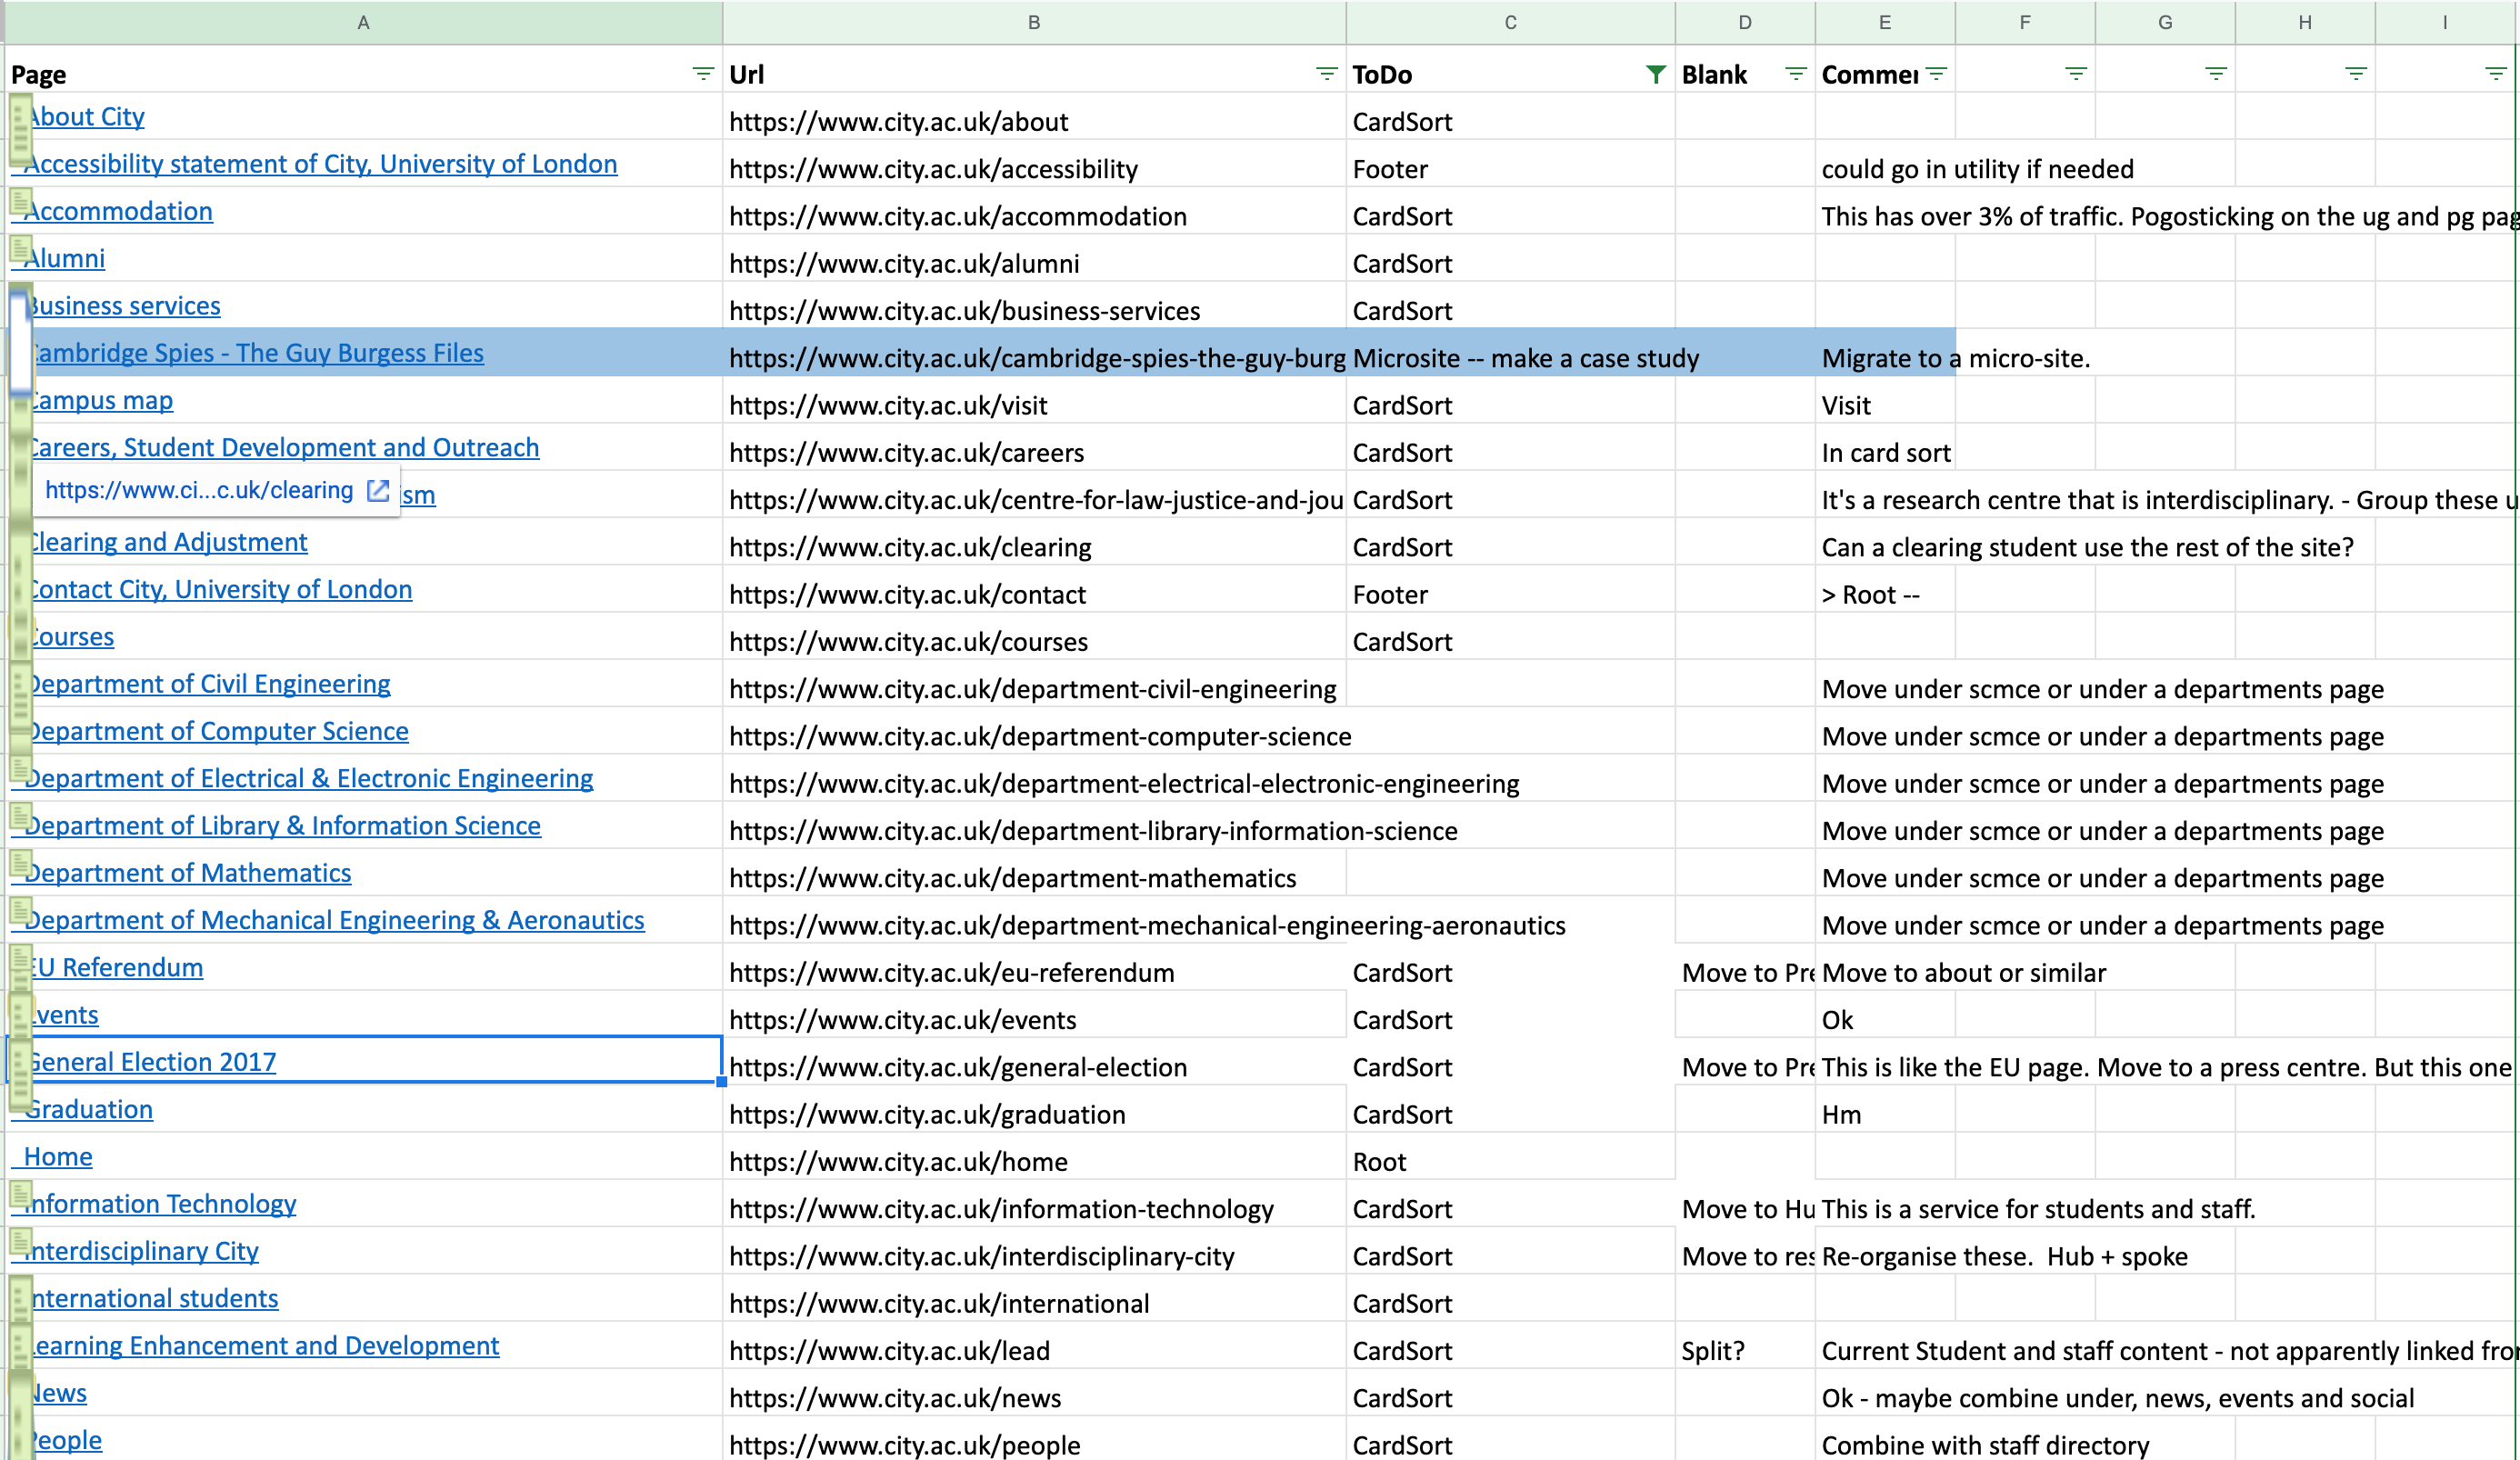 A B C D E F G H I
Page Url ToDo Blank Commer
About City https://www.city.ac.uk/about CardSort
Accessibility statement of City, University of London https://www.city.ac.uk/accessibility Footer could go in utility if needed
Accommodation https://www.city.ac.uk/accommodation CardSort This has over 3% of traffic. Pogosticking on the ug and pg pag
Alumni https://www.city.ac.uk/alumni CardSort
Business services https://www.city.ac.uk/business-services CardSort
Cambridge Spies - The Guy Burgess Files https://www.city.ac.uk/cambridge-spies-the-guy-burg Microsite -- make a case study Migrate to a micro-site.
Campus map https://www.city.ac.uk/visit CardSort Visit
Careers, Student Development and Outreach https://www.city.ac.uk/careers CardSort In card sort
https://www.ci...c.uk/clearing ism https://www.city.ac.uk/centre-for-law-justice-and-jou CardSort It's a research centre that is interdisciplinary. - Group these u
Clearing and Adjustment https://www.city.ac.uk/clearing CardSort Can a clearing student use the rest of the site?
Contact City, University of London https://www.city.ac.uk/contact Footer > Root --
Courses https://www.city.ac.uk/courses CardSort
Department of Civil Engineering https://www.city.ac.uk/department-civil-engineering Move under scmce or under a departments page
Department of Computer Science https://www.city.ac.uk/department-computer-science Move under scmce or under a departments page
Department of Electrical & Electronic Engineering https://www.city.ac.uk/department-electrical-electronic-engineering Move under scmce or under a departments page
Department of Library & Information Science https://www.city.ac.uk/department-library-information-science Move under scmce or under a departments page
Department of Mathematics https://www.city.ac.uk/department-mathematics Move under scmce or under a departments page
Department of Mechanical Engineering & Aeronautics https://www.city.ac.uk/department-mechanical-engineering-aeronautics Move under scmce or under a departments page
EU Referendum https://www.city.ac.uk/eu-referendum CardSort Move to Pre Move to about or similar
Events https://www.city.ac.uk/events CardSort Ok
General Election 2017 https://www.city.ac.uk/general-election CardSort Move to Pre This is like the EU page. Move to a press centre. But this one
Graduation https://www.city.ac.uk/graduation CardSort Hm
Home https://www.city.ac.uk/home Root
Information Technology https://www.city.ac.uk/information-technology CardSort Move to Hu This is a service for students and staff.
Interdisciplinary City https://www.city.ac.uk/interdisciplinary-city CardSort Move to res Re-organise these. Hub + spoke
International students https://www.city.ac.uk/international CardSort
Learning Enhancement and Development https://www.city.ac.uk/lead CardSort Split? Current Student and staff content - not apparently linked from
News https://www.city.ac.uk/news CardSort Ok - maybe combine under, news, events and social
People https://www.city.ac.uk/people CardSort Combine with staff directory